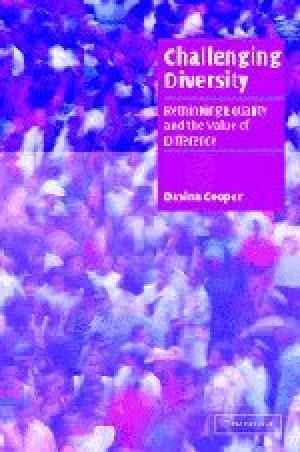 Challenging
Diversity
Rethinking Equality
and the Value of
Difference
Davina Cooper